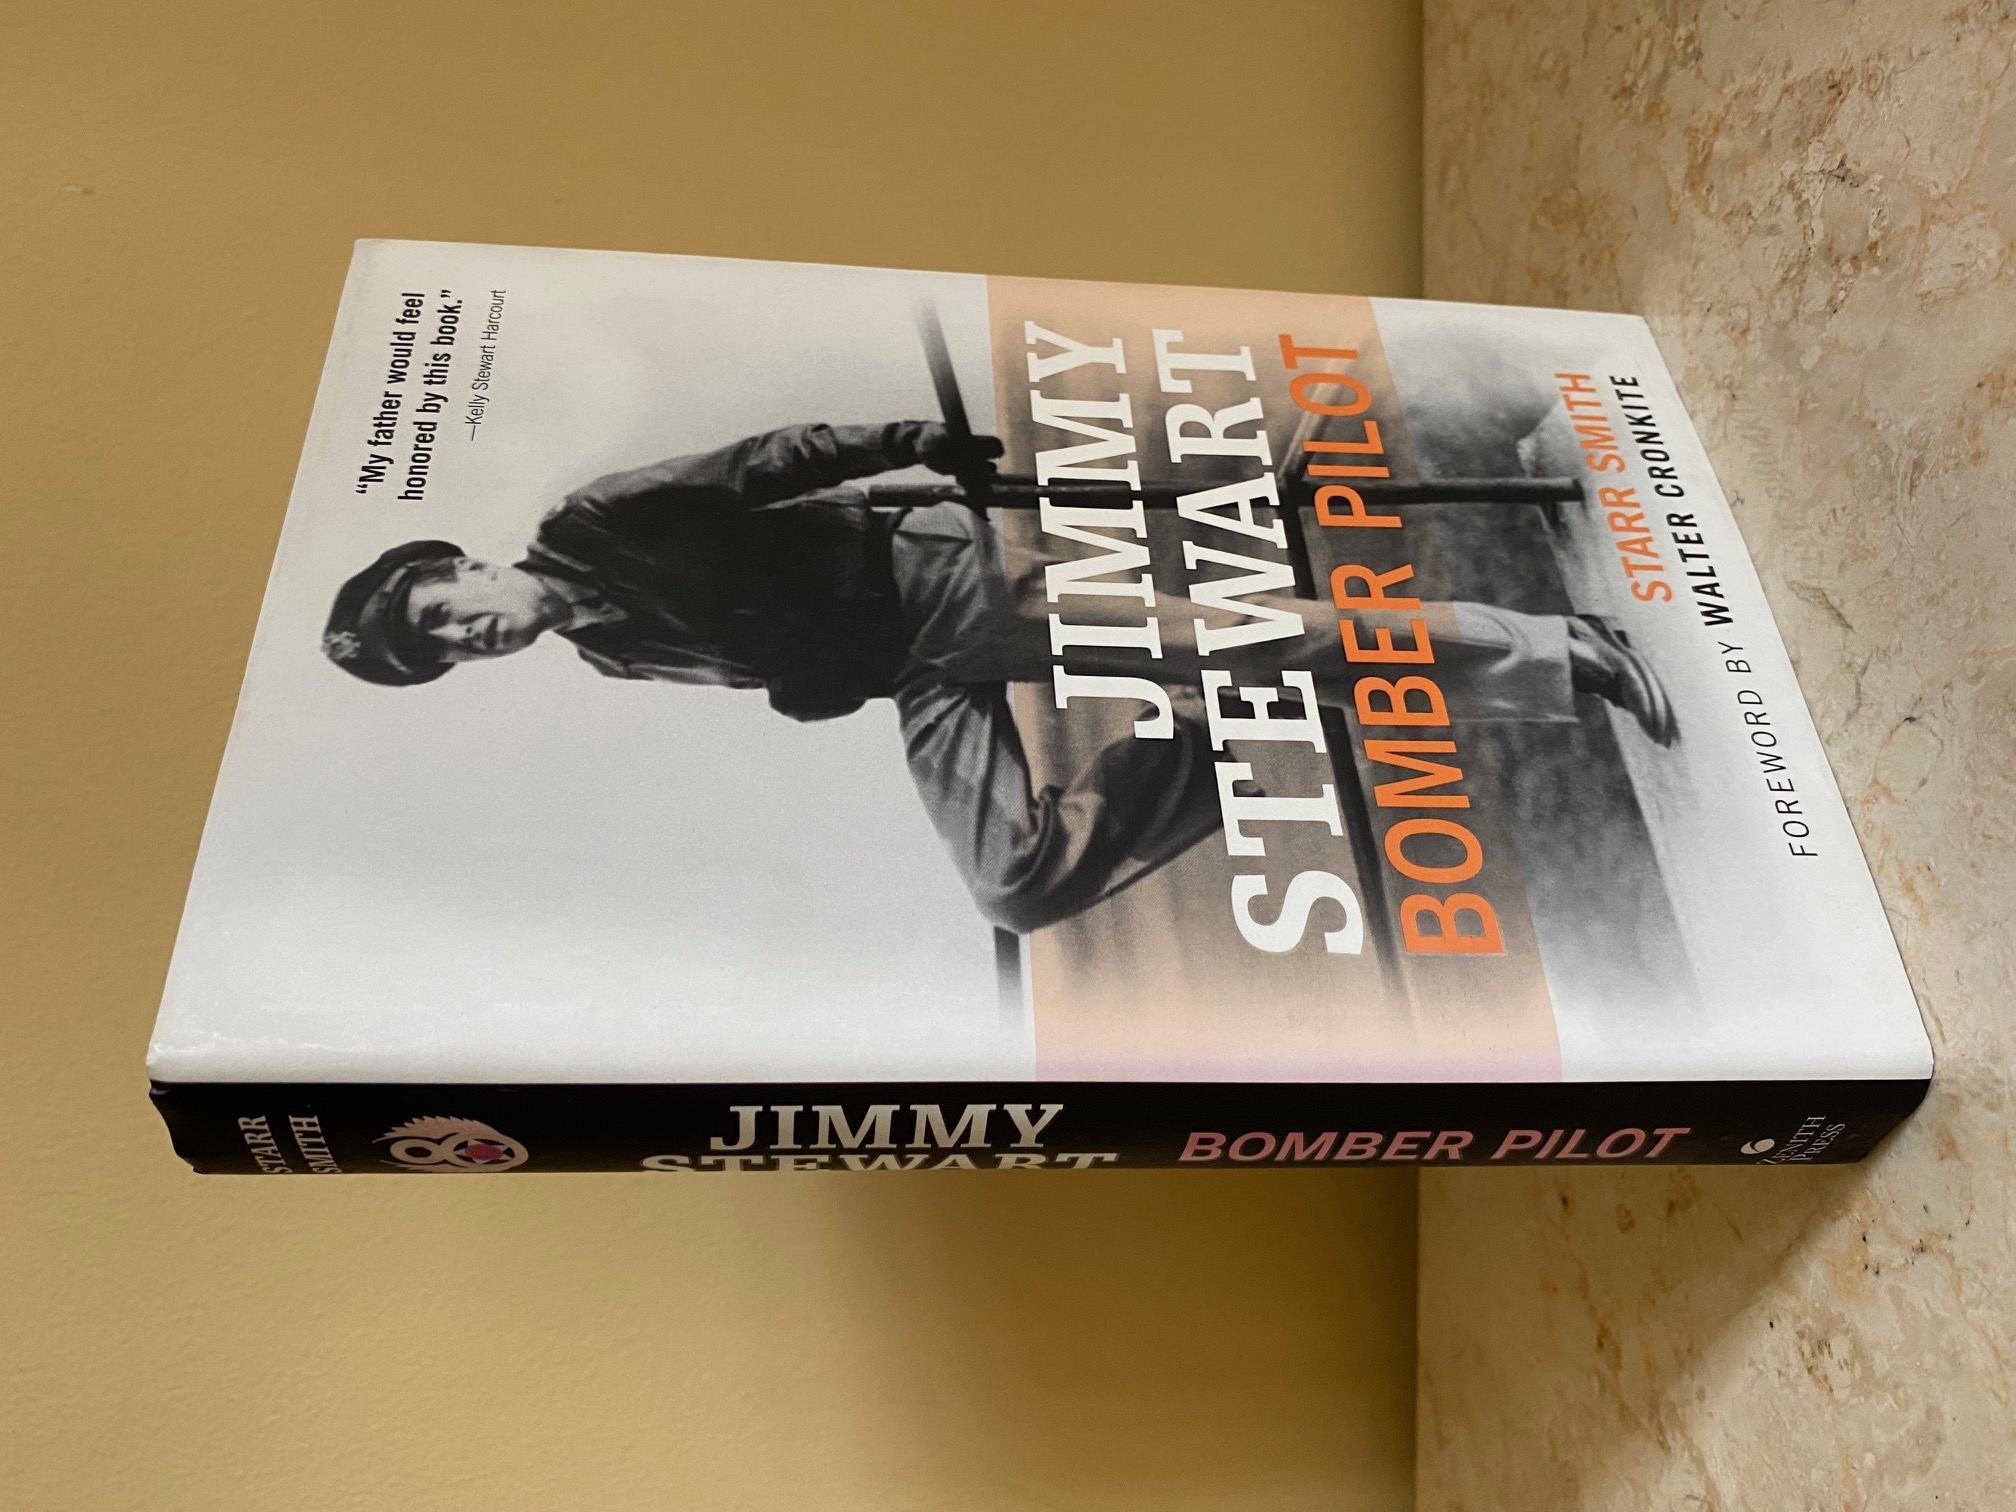 “My father would feel
honored by this book.”
—Kelly Stewart Harcourt
JIMMY
STEWART
BOMBER PILOT
STARR SMITH
FOREWORD BY WALTER CRONKITE
STARR
SMITH
8
JIMMY
STEWART
BOMBER PILOT
ZENITH
PRESS